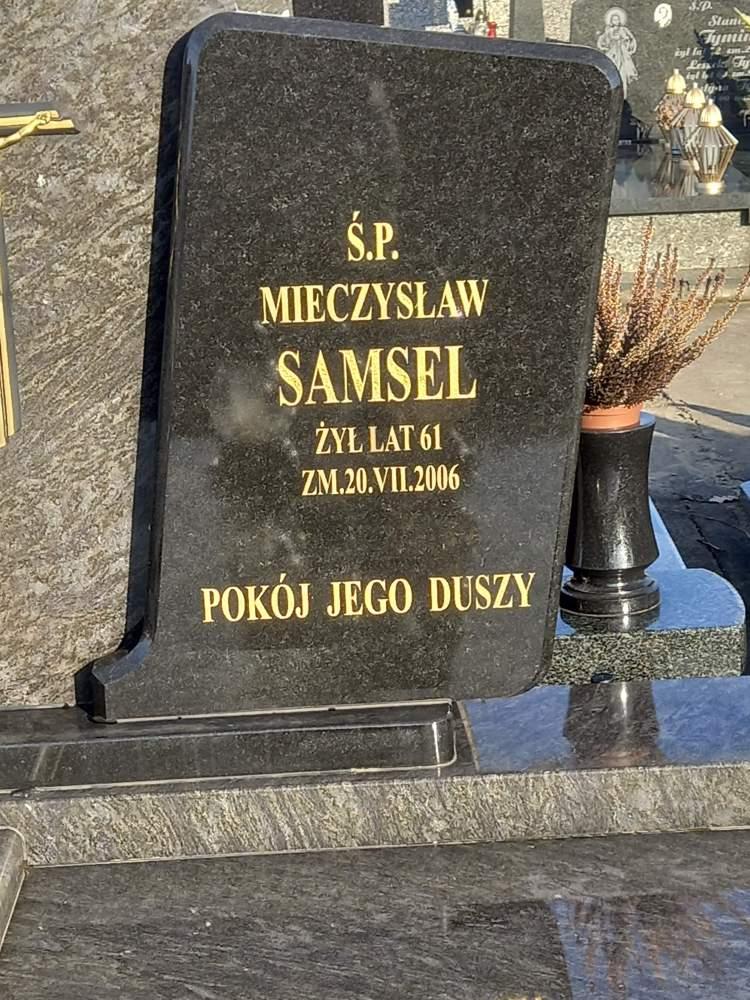 Ś.P.
MIECZYSŁAW
SAMSEL
ŻYŁ LAT 61
ZM.20.VII.2006
POKÓJ JEGO DUSZY
Ś.P.